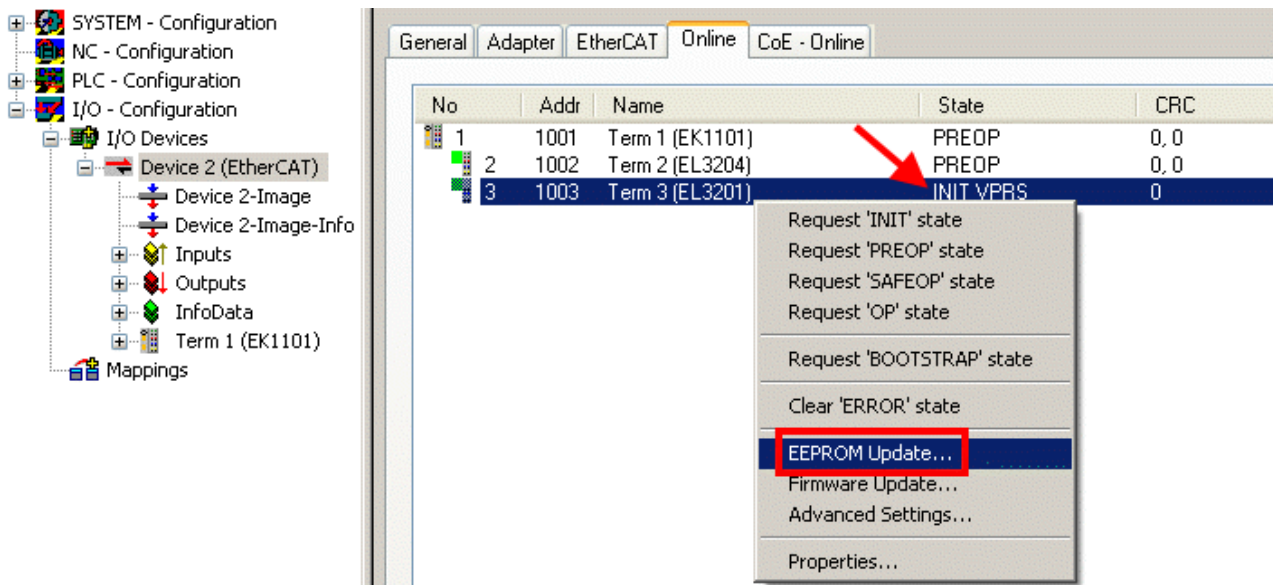 SYSTEM - Configuration
NC - Configuration
PLC - Configuration
I/O - Configuration
I/O Devices
Device 2 (EtherCAT)
Device 2-Image
Device 2-Image-Info
Inputs
Outputs
InfoData
Term 1 (EK1101)
Mappings
General Adapter EtherCAT Online CoE - Online
No Addr Name State CRC
1 1001 Term 1 (EK1101) PREOP 0, 0
2 1002 Term 2 (EL3204) PREOP 0, 0
3 1003 Term 3 (EL3201) INIT VPRS 0
Request 'INIT' state
Request 'PREOP' state
Request 'SAFEOP' state
Request 'OP' state
Request 'BOOTSTRAP' state
Clear 'ERROR' state
EEPROM Update...
Firmware Update...
Advanced Settings...
Properties...